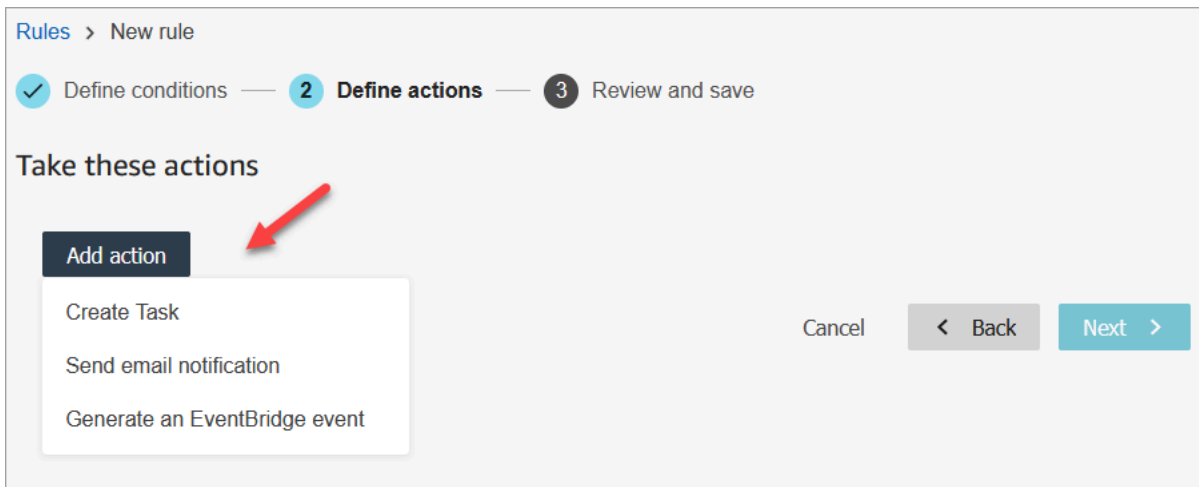 Rules > New rule
Define conditions 2 Define actions 3 Review and save
Take these actions
Add action
Create Task
Send email notification
Generate an EventBridge event
Cancel < Back Next >